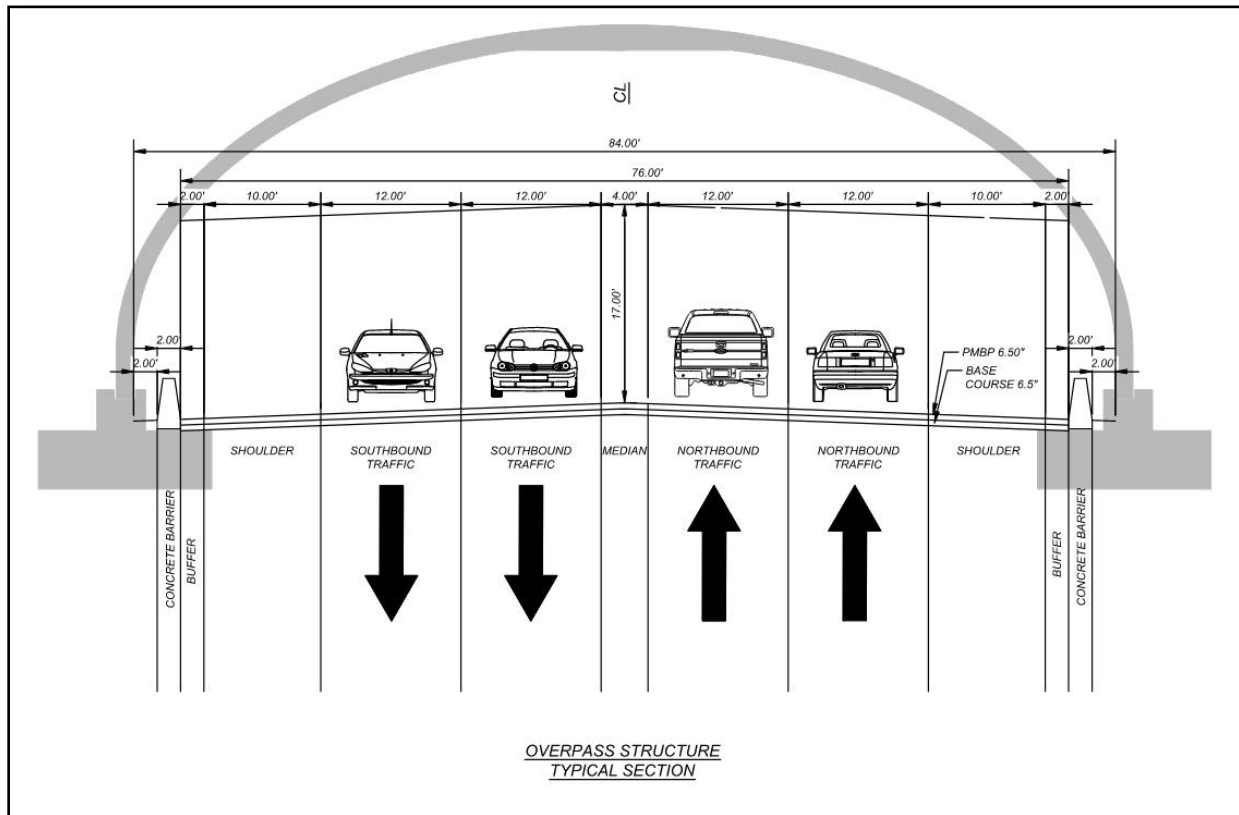 CL
84.00'
76.00'
2.00' 10.00' 12.00' 12.00' 4.00' 12.00' 12.00' 10.00' 2.00'
17.00'
2.00' 2.00'
2.00' 2.00'
PMBP 6.50"
BASE
COURSE 6.5"
SHOULDER
SOUTHBOUND
TRAFFIC
SOUTHBOUND
TRAFFIC
MEDIAN
NORTHBOUND
TRAFFIC
NORTHBOUND
TRAFFIC
SHOULDER
CONCRETE BARRIER
BUFFER
BUFFER
CONCRETE BARRIER
OVERPASS STRUCTURE
TYPICAL SECTION